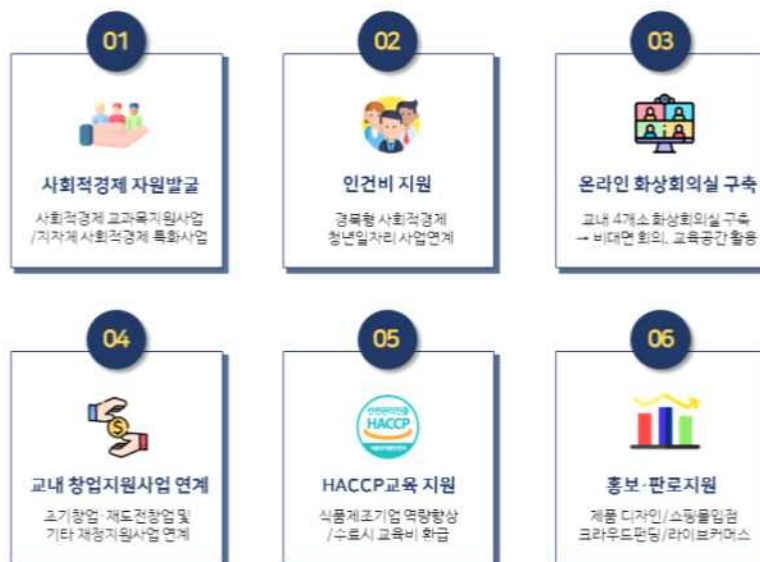 01
사회적경제 자원발굴
사회적경제 교과목지원사업
/지자체 사회적경제 특화사업
02
인건비 지원
경북형 사회적경제
청년일자리 사업연계
03
온라인 화상회의실 구축
교내 4개소 화상회의실 구축
→ 비대면 회의, 교육공간 활용
04
교내 창업지원사업 연계
초기창업·재도전창업 및
기타 재정지원사업 연계
05
HACCP
HACCP교육 지원
식품제조기업 역량향상
/수료시 교육비 환급
06
홍보·판로지원
제품 디자인/쇼핑몰입점
크라우드펀딩/라이브커머스